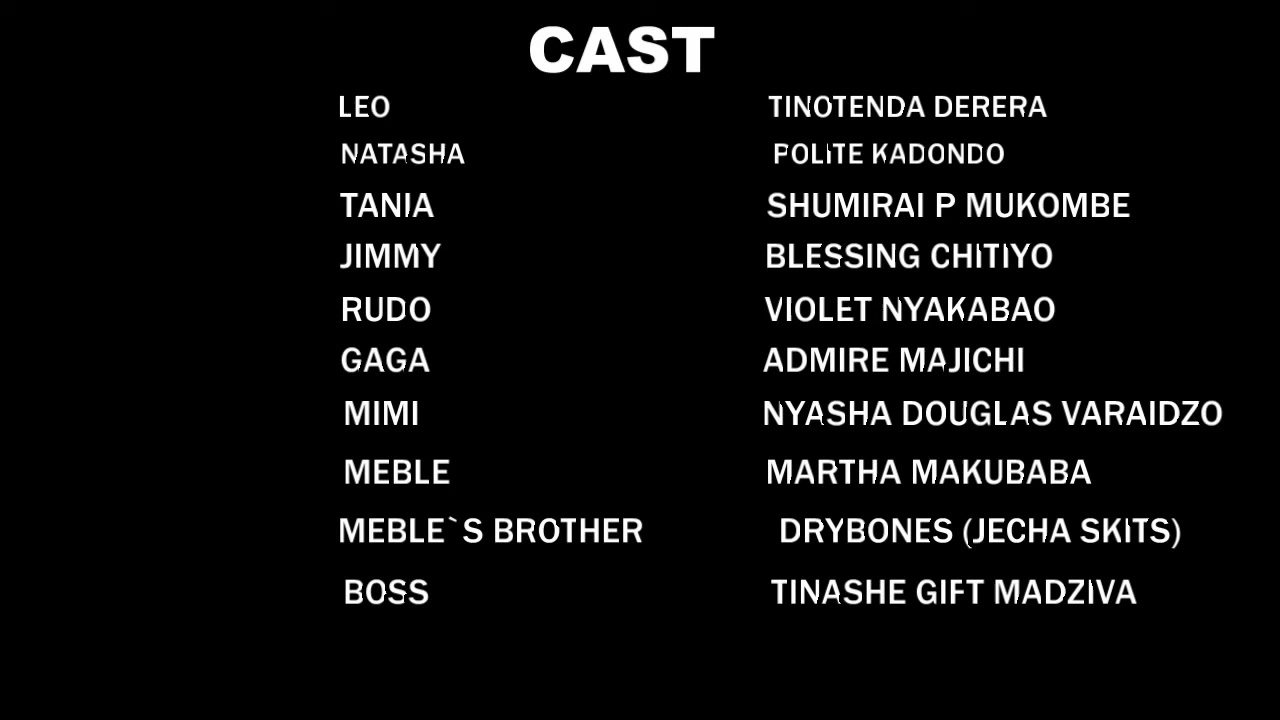 CAST
LEO TINOTENDA DERERA
NATASHA POLITE KADONDO
TANIA SHUMIRAI P MUKOMBE
JIMMY BLESSING CHITIYO
RUDO VIOLET NYAKABAO
GAGA ADMIRE MAJICHI
MIMI NYASHA DOUGLAS VARAIDZO
MEBLE MARTHA MAKUBABA
MEBLE`S BROTHER DRYBONES (JECHA SKITS)
BOSS TINASHE GIFT MADZIVA